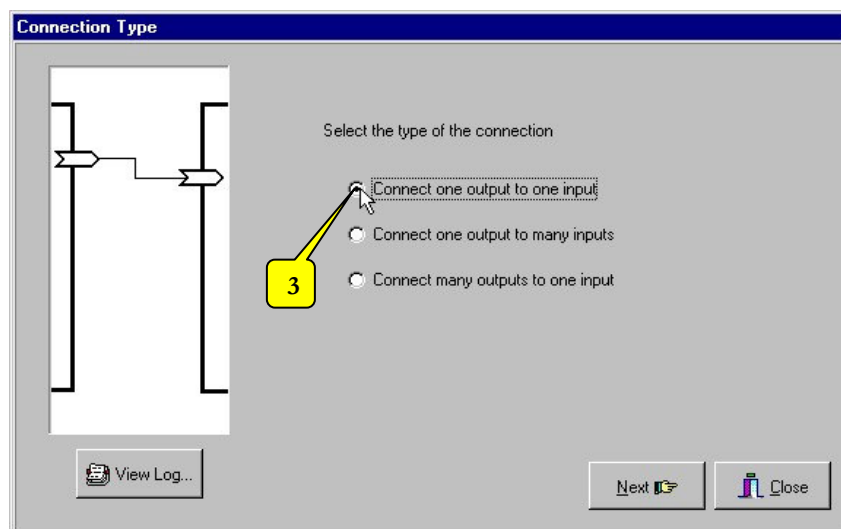 Connection Type
Select the type of the connection
Connect one output to one input
Connect one output to many inputs
3
Connect many outputs to one input
View Log...
Next
Close